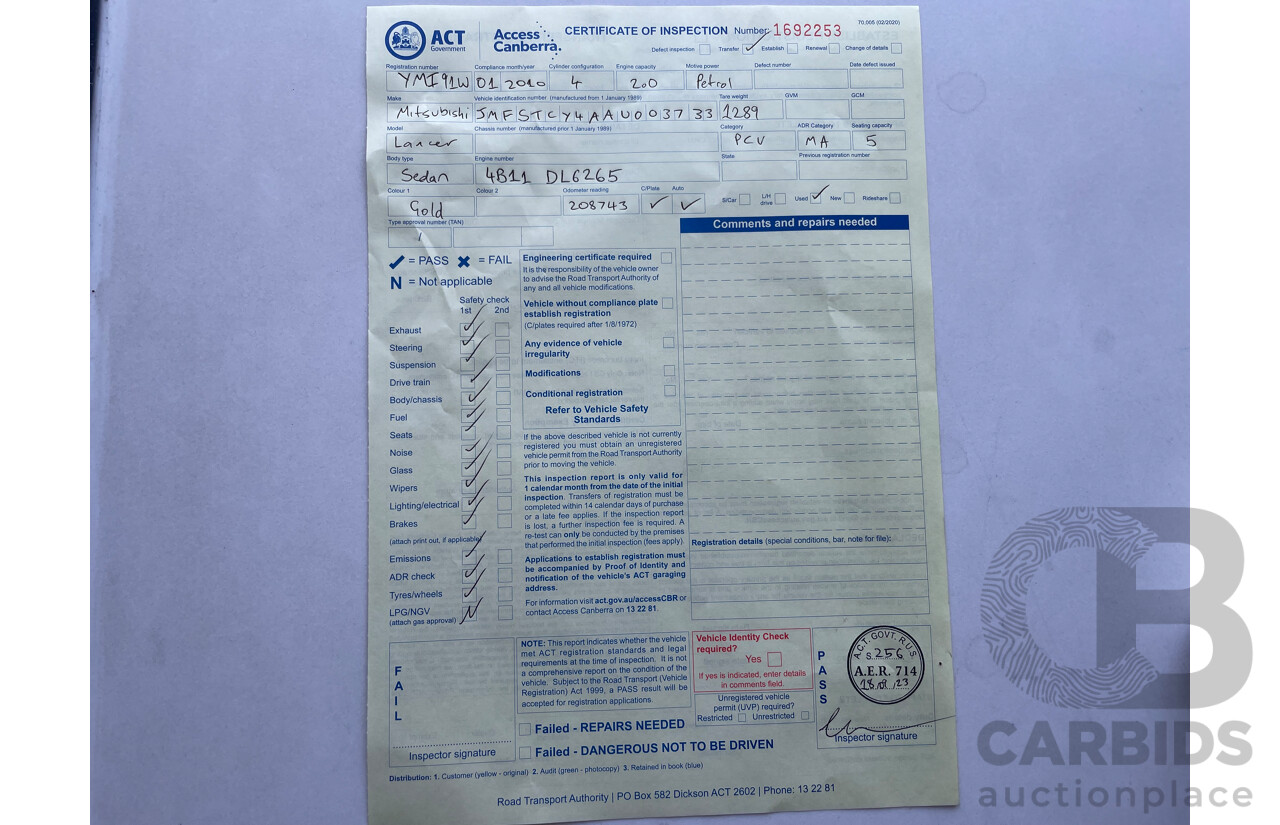 ACT
Government
Access
Canberra.
CERTIFICATE OF INSPECTION Number: 1692253
70,005 (02/2020)
Defect inspection Transfer Establish Renewal Change of details
Registration number Compliance month/year Cylinder configuration Engine capacity Motive power Defect number Date defect issued
01 2010 4 2.0 Petrol
Make Vehicle identification number (manufactured from 1 January 1989) Tare weight GVM GCM
Mitsubishi JMFSTCY4AAU003733 1289
Model Chassis number (manufactured prior 1 January 1989) Category ADR Category Seating capacity
Lancer PCV MA 5
Body type Engine number State Previous registration number
Sedan 4B11 DL6265
Colour 1 Colour 2 Odometer reading C/Plate Auto
Gold 208743
S/Car L/H drive Used New Rideshare
Type approval number (TAN)
Comments and repairs needed
= PASS = FAIL
N = Not applicable
Safety check
1st 2nd
Exhaust
Steering
Suspension
Drive train
Body/chassis
Fuel
Seats
Noise
Glass
Wipers
Lighting/electrical
Brakes
(attach print out, if applicable)
Emissions
ADR check
Tyres/wheels
LPG/NGV N
(attach gas approval)
Engineering certificate required
It is the responsibility of the vehicle owner
to advise the Road Transport Authority of
any and all vehicle modifications.
Vehicle without compliance plate
establish registration
(C/plates required after 1/8/1972)
Any evidence of vehicle
irregularity
Modifications
Conditional registration
Refer to Vehicle Safety
Standards
If the above described vehicle is not currently
registered you must obtain an unregistered
vehicle permit from the Road Transport Authority
prior to moving the vehicle.
This inspection report is only valid for
1 calendar month from the date of the initial
inspection. Transfers of registration must be
completed within 14 calendar days of purchase
or a late fee applies. If the inspection report
is lost, a further inspection fee is required. A
re-test can only be conducted by the premises
that performed the initial inspection (fees apply).
Applications to establish registration must
be accompanied by Proof of Identity and
notification of the vehicle's ACT garaging
address.
For information visit act.gov.au/accessCBR or
contact Access Canberra on 13 22 81.
Registration details (special conditions, bar, note for file):
FAIL
Inspector signature
NOTE: This report indicates whether the vehicle
met ACT registration standards and legal
requirements at the time of inspection. It is not
a comprehensive report on the condition of the
vehicle. Subject to the Road Transport (Vehicle
Registration) Act 1999, a PASS result will be
accepted for registration applications.
Failed - REPAIRS NEEDED
Failed - DANGEROUS NOT TO BE DRIVEN
Vehicle Identity Check
required?
Yes
If yes is indicated, enter details
in comments field.
Unregistered vehicle
permit (UVP) required?
Restricted Unrestricted
PASS
A.C.T. GOVT. R.U.S.
S. 256
A.E.R. 714
Inspector signature
Distribution: 1. Customer (yellow - original) 2. Audit (green - photocopy) 3. Retained in book (blue)
Road Transport Authority | PO Box 582 Dickson ACT 2602 | Phone: 13 22 81
CB
CARBIDS
auctionplace